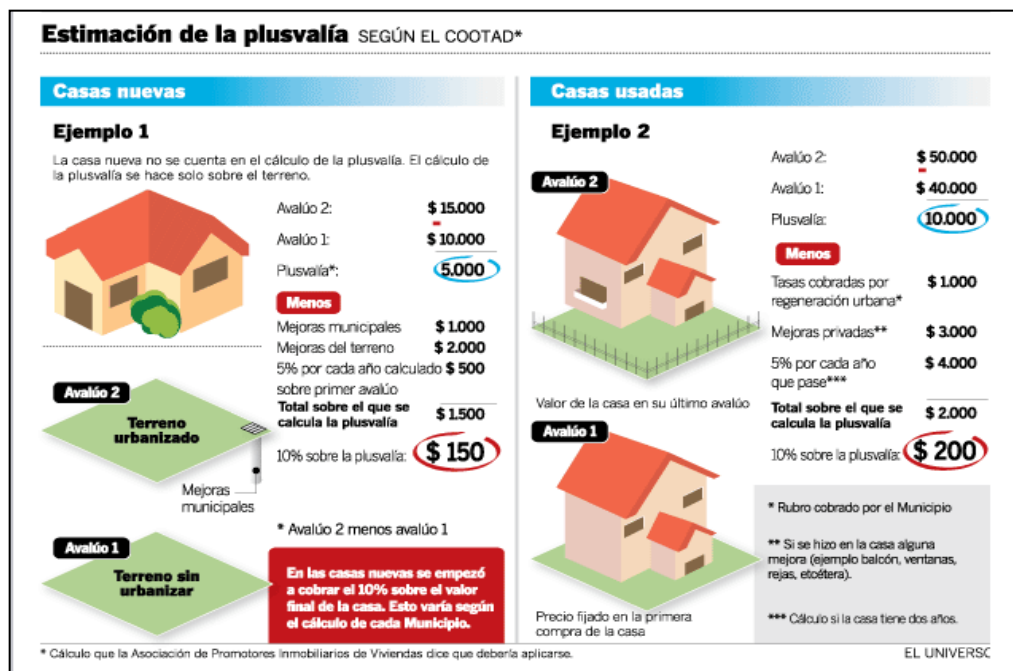 Estimación de la plusvalía SEGÚN EL COOTAD*
Casas nuevas
Ejemplo 1
La casa nueva no se cuenta en el cálculo de la plusvalía. El cálculo de
la plusvalía se hace solo sobre el terreno.
Avalúo 2: $ 15.000
-
Avalúo 1: $ 10.000
Plusvalía*: 5.000
Menos
Mejoras municipales $ 1.000
Mejoras del terreno $ 2.000
5% por cada año calculado $ 500
sobre primer avalúo
Total sobre el que se
calcula la plusvalía $ 1.500
10% sobre la plusvalía: $ 150
* Avalúo 2 menos avalúo 1
Avalúo 2
Terreno
urbanizado
Mejoras
municipales
Avalúo 1
Terreno sin
urbanizar
En las casas nuevas se empezó
a cobrar el 10% sobre el valor
final de la casa. Esto varía según
el cálculo de cada Municipio.
Casas usadas
Ejemplo 2
Avalúo 2
Valor de la casa en su último avalúo
Avalúo 1
Precio fijado en la primera
compra de la casa
Avalúo 2: $ 50.000
-
Avalúo 1: $ 40.000
Plusvalía: 10.000
Menos
Tasas cobradas por $ 1.000
regeneración urbana*
Mejoras privadas** $ 3.000
5% por cada año $ 4.000
que pase***
Total sobre el que se
calcula la plusvalía $ 2.000
10% sobre la plusvalía: $ 200
* Rubro cobrado por el Municipio
** Si se hizo en la casa alguna
mejora (ejemplo balcón, ventanas,
rejas, etcétera).
*** Cálculo si la casa tiene dos años.
* Cálculo que la Asociación de Promotores Inmobiliarios de Viviendas dice que debería aplicarse.
EL UNIVERSO